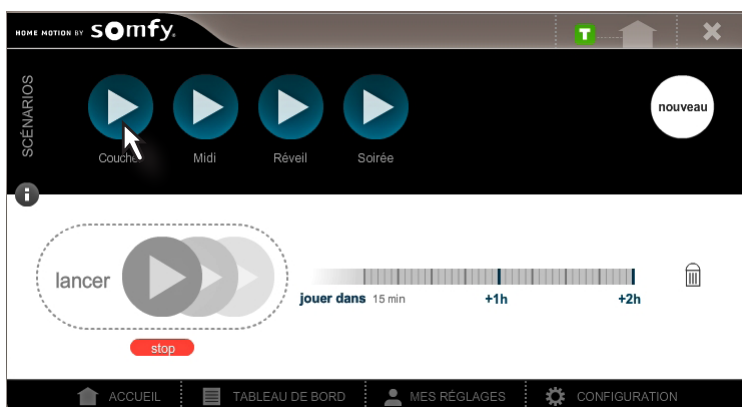 HOME MOTION BY somfy.
T
SCÉNARIOS
Couche
Midi
Réveil
Soirée
nouveau
i
lancer
stop
jouer dans 15 min +1h +2h
ACCUEIL
TABLEAU DE BORD
MES RÉGLAGES
CONFIGURATION